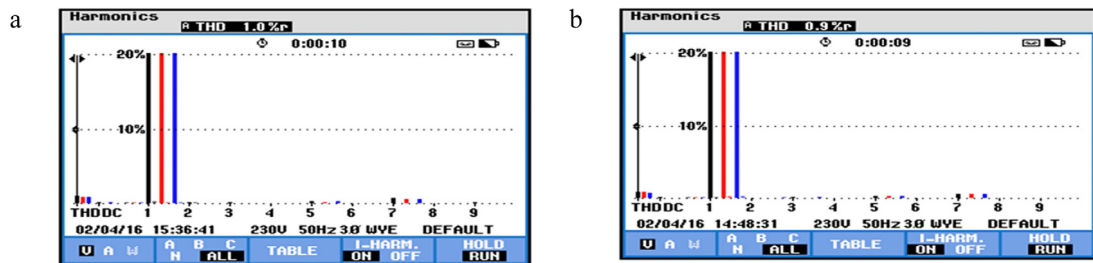 a
Harmonics
A THD 1.0%r
0:00:10
20%
10%
THDDC 1 2 3 4 5 6 7 8 9
02/04/16 15:36:41 230V 50Hz 3Ø WYE DEFAULT
V A W A B C N ALL TABLE I-HARM. ON OFF HOLD RUN
b
Harmonics
A THD 0.9%r
0:00:09
20%
10%
THDDC 1 2 3 4 5 6 7 8 9
02/04/16 14:48:31 230V 50Hz 3Ø WYE DEFAULT
V A W A B C N ALL TABLE I-HARM. ON OFF HOLD RUN